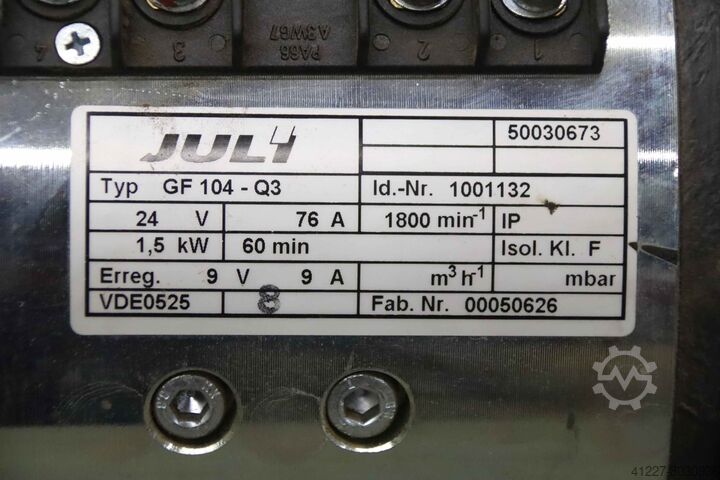 4 3 PA66 2 1
A3W67
JULI 50030673
Typ GF 104 - Q3 Id.-Nr. 1001132
24 V 76 A 1800 min-1 IP
1,5 kW 60 min Isol. Kl. F
Erreg. 9 V 9 A m3 h-1 mbar
VDE0525 8 Fab. Nr. 00050626